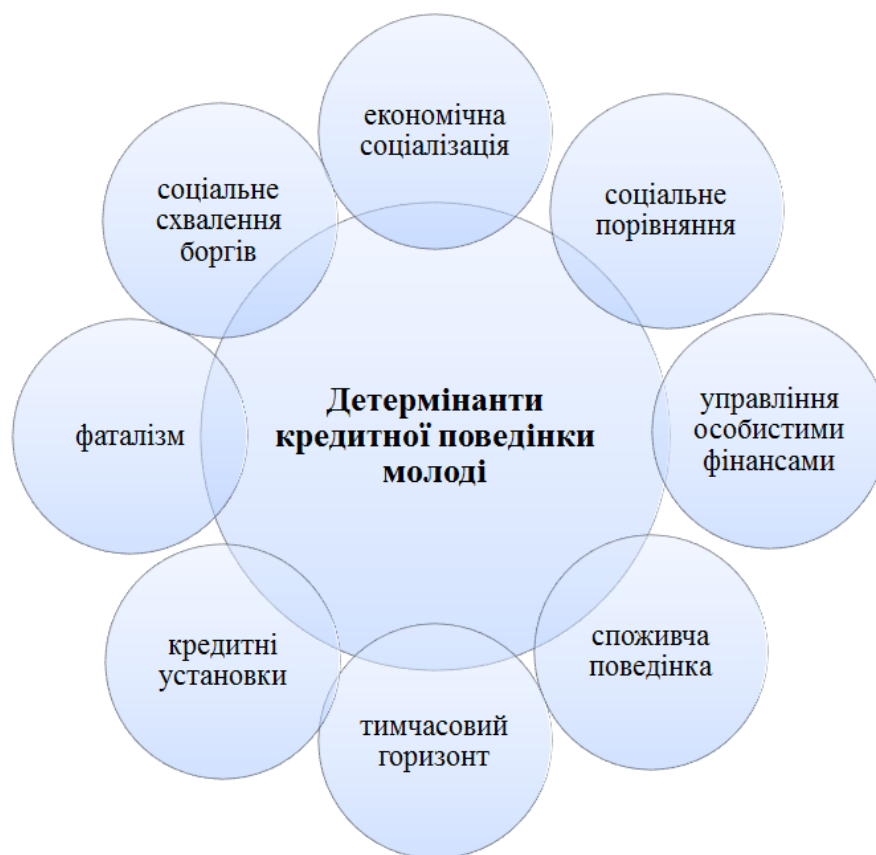 економічна
соціалізація
соціальне
порівняння
управління
особистими
фінансами
споживча
поведінка
тимчасовий
горизонт
кредитні
установки
фаталізм
соціальне
схвалення
боргів
Детермінанти
кредитної поведінки
молоді